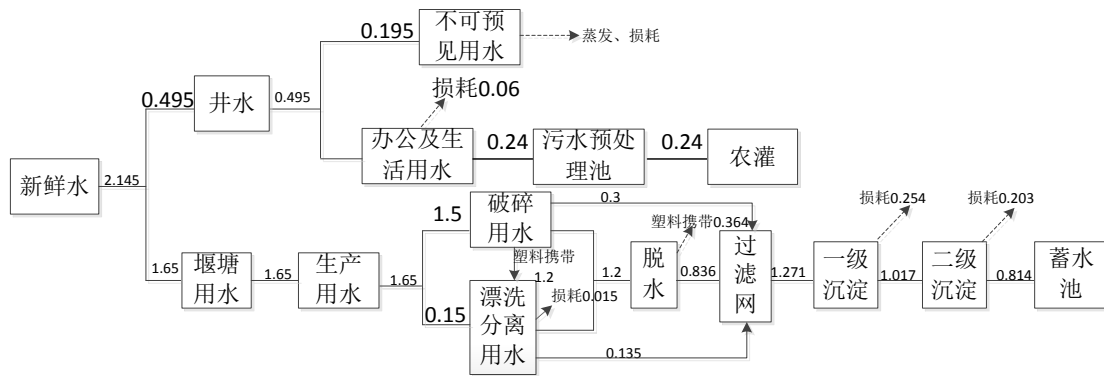 0.195
不可预
见用水
蒸发、损耗
损耗0.06
0.495
井水
0.495
办公及生
活用水
0.24
污水预处
理池
0.24
农灌
新鲜水
2.145
1.65
堰塘
用水
1.65
生产
用水
1.65
1.5
破碎
用水
0.3
塑料携带
1.2
0.15
漂洗
分离
用水
损耗0.015
0.135
1.2
脱
水
塑料携带0.364
0.836
过
滤
网
1.271
一级
沉淀
损耗0.254
1.017
二级
沉淀
损耗0.203
0.814
蓄水
池